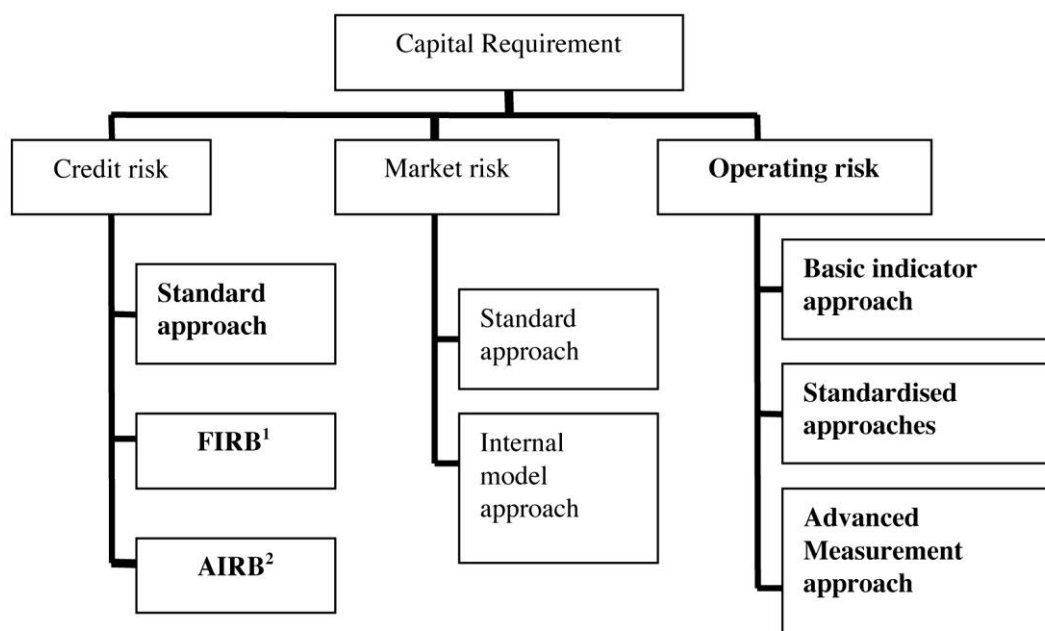 Capital Requirement
Credit risk
Market risk
Operating risk
Standard
approach
FIRB¹
AIRB²
Standard
approach
Internal
model
approach
Basic indicator
approach
Standardised
approaches
Advanced
Measurement
approach